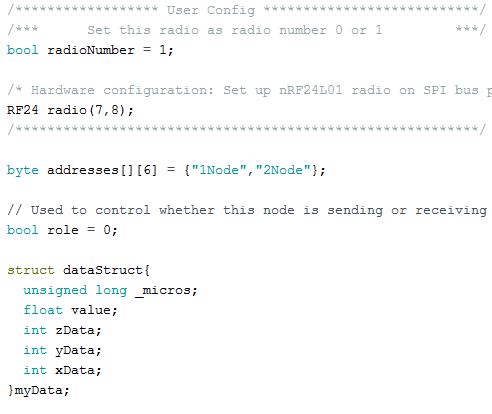 /****************** User Config ***************************/
/***      Set this radio as radio number 0 or 1         ***/
bool radioNumber = 1;
/* Hardware configuration: Set up nRF24L01 radio on SPI bus p
RF24 radio(7,8);
/**********************************************************/
byte addresses[][6] = {"1Node","2Node"};
// Used to control whether this node is sending or receiving
bool role = 0;
struct dataStruct{
  unsigned long _micros;
  float value;
  int zData;
  int yData;
  int xData;
}myData;